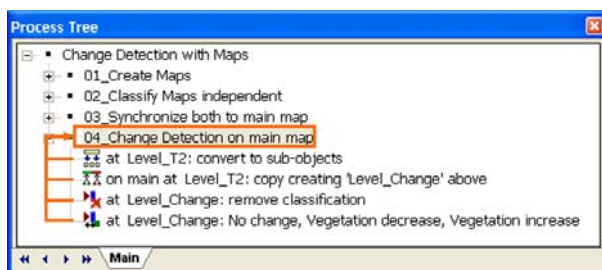 Process Tree
Change Detection with Maps
01_Create Maps
02_Classify Maps independent
03_Synchronize both to main map
04_Change Detection on main map
at Level_T2: convert to sub-objects
on main at Level_T2: copy creating 'Level_Change' above
at Level_Change: remove classification
at Level_Change: No change, Vegetation decrease, Vegetation increase
Main